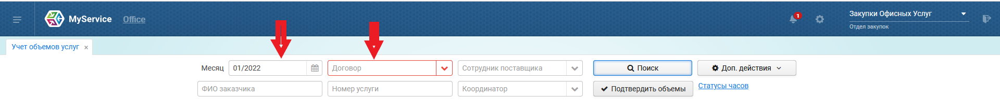 MyService Office
1
Закупки Офисных Услуг
Отдел закупок
Учет объемов услуг ×
Месяц 01/2022 Договор Сотрудник поставщика Поиск Доп. действия
ФИО заказчика Номер услуги Координатор Подтвердить объемы Статусы часов